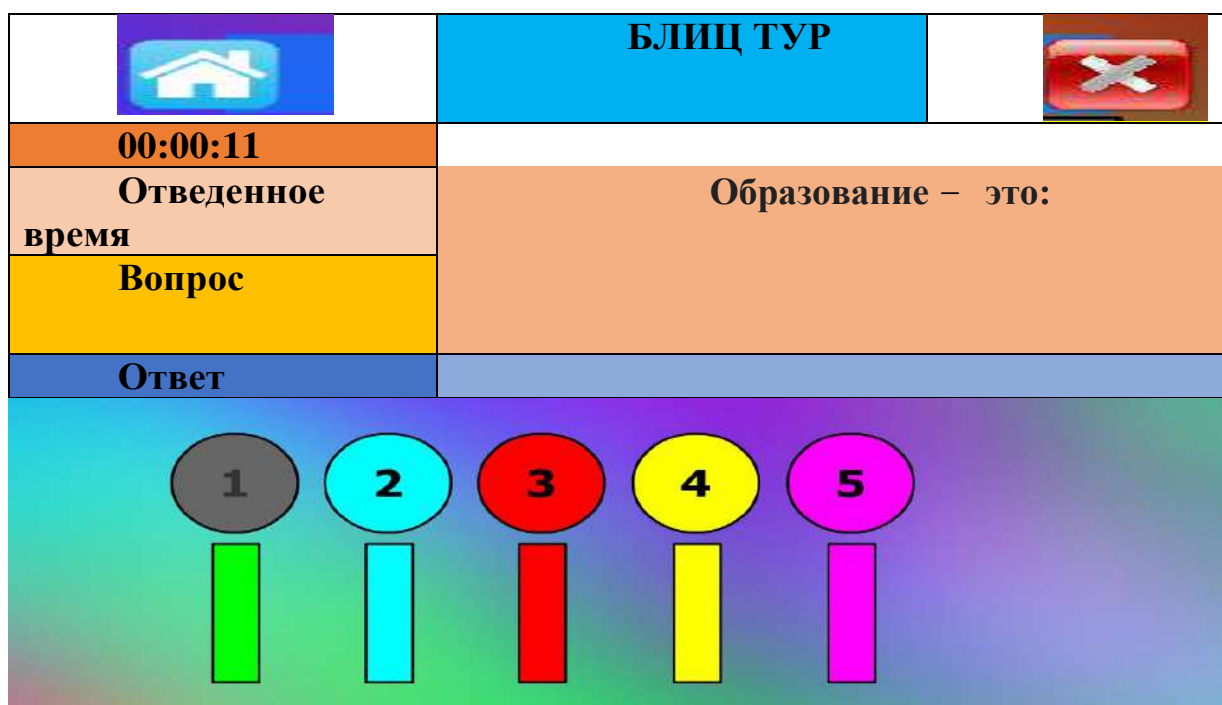 БЛИЦ ТУР
00:00:11
Отведенное
время
Образование – это:
Вопрос
Ответ
1 2 3 4 5